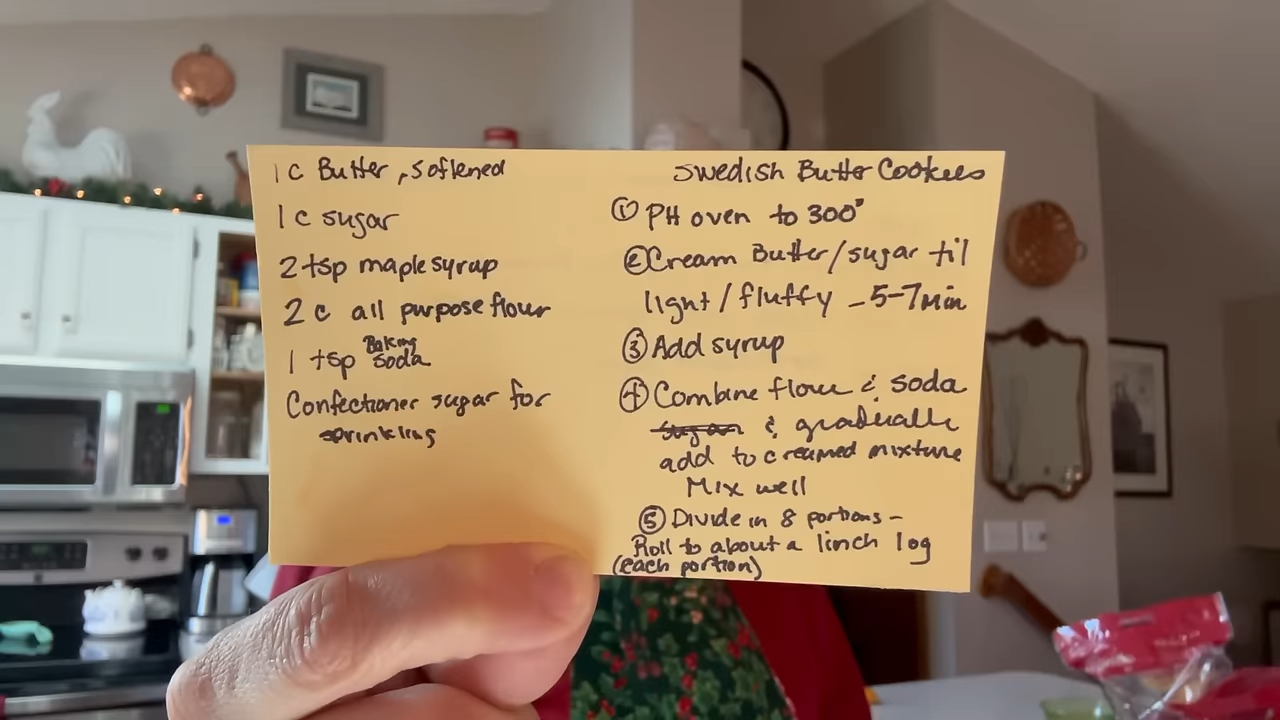 1 c Butter, softened
1 c sugar
2 tsp maple syrup
2 c all purpose flour
1 tsp Baking soda
Confectioner sugar for
sprinkling
Swedish Butter Cookies
① PH oven to 300°
② Cream Butter/sugar til
light/fluffy - 5-7 min
③ Add syrup
④ Combine flour & soda
sugar & gradually
add to creamed mixture
Mix well
⑤ Divide in 8 portions -
Roll to about a 1 inch log
(each portion)